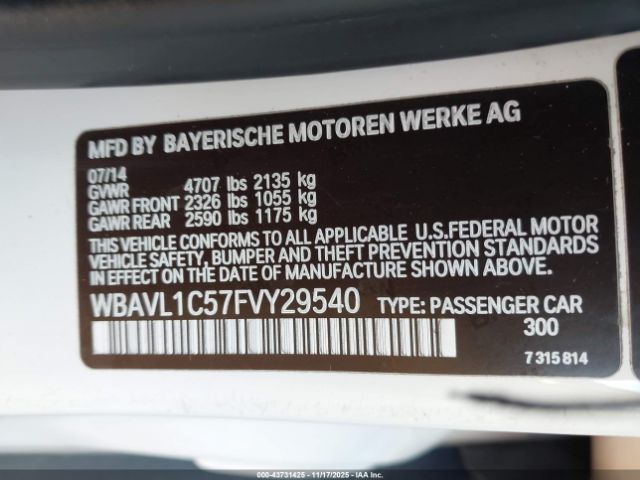 MFD BY BAYERISCHE MOTOREN WERKE AG
07/14
GVWR 4707 lbs 2135 kg
GAWR FRONT 2326 lbs 1055 kg
GAWR REAR 2590 lbs 1175 kg
THIS VEHICLE CONFORMS TO ALL APPLICABLE U.S.FEDERAL MOTOR
VEHICLE SAFETY, BUMPER, AND THEFT PREVENTION STANDARDS
IN EFFECT ON THE DATE OF MANUFACTURE SHOWN ABOVE.
WBAVL1C57FVY29540 TYPE: PASSENGER CAR
300
7315814
© 000-43731425 - 11/17/2025 - IAA Inc.